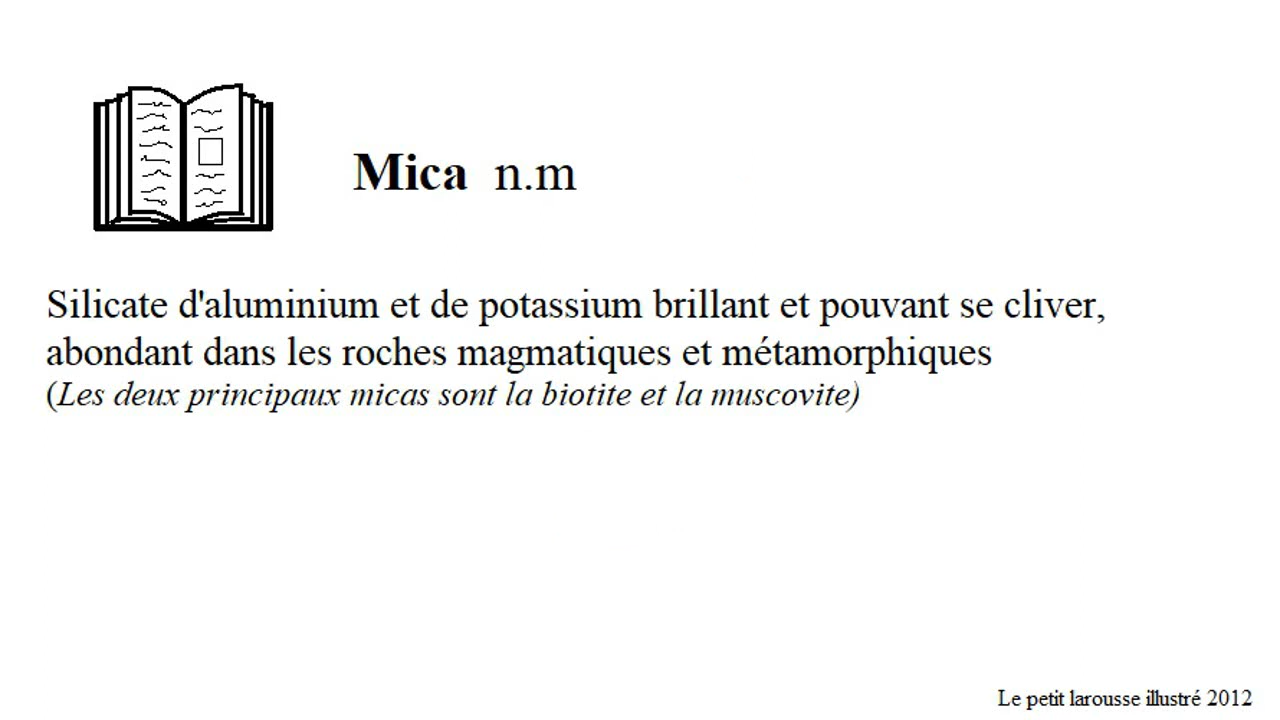 Mica n.m
Silicate d'aluminium et de potassium brillant et pouvant se cliver,
abondant dans les roches magmatiques et métamorphiques
(Les deux principaux micas sont la biotite et la muscovite)
Le petit larousse illustré 2012